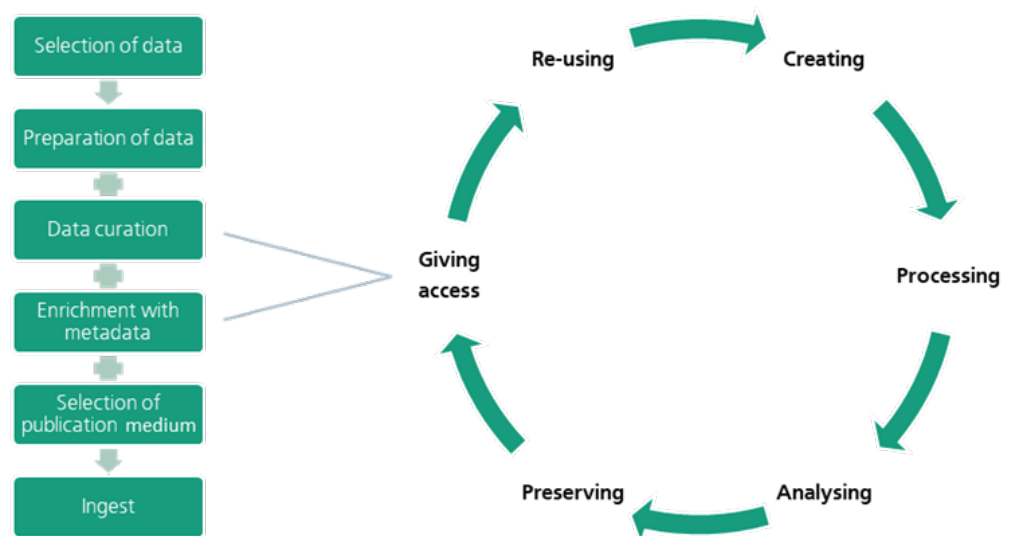 Selection of data
Preparation of data
Data curation
Enrichment with
metadata
Selection of
publication medium
Ingest
Re-using
Creating
Processing
Analysing
Preserving
Giving
access